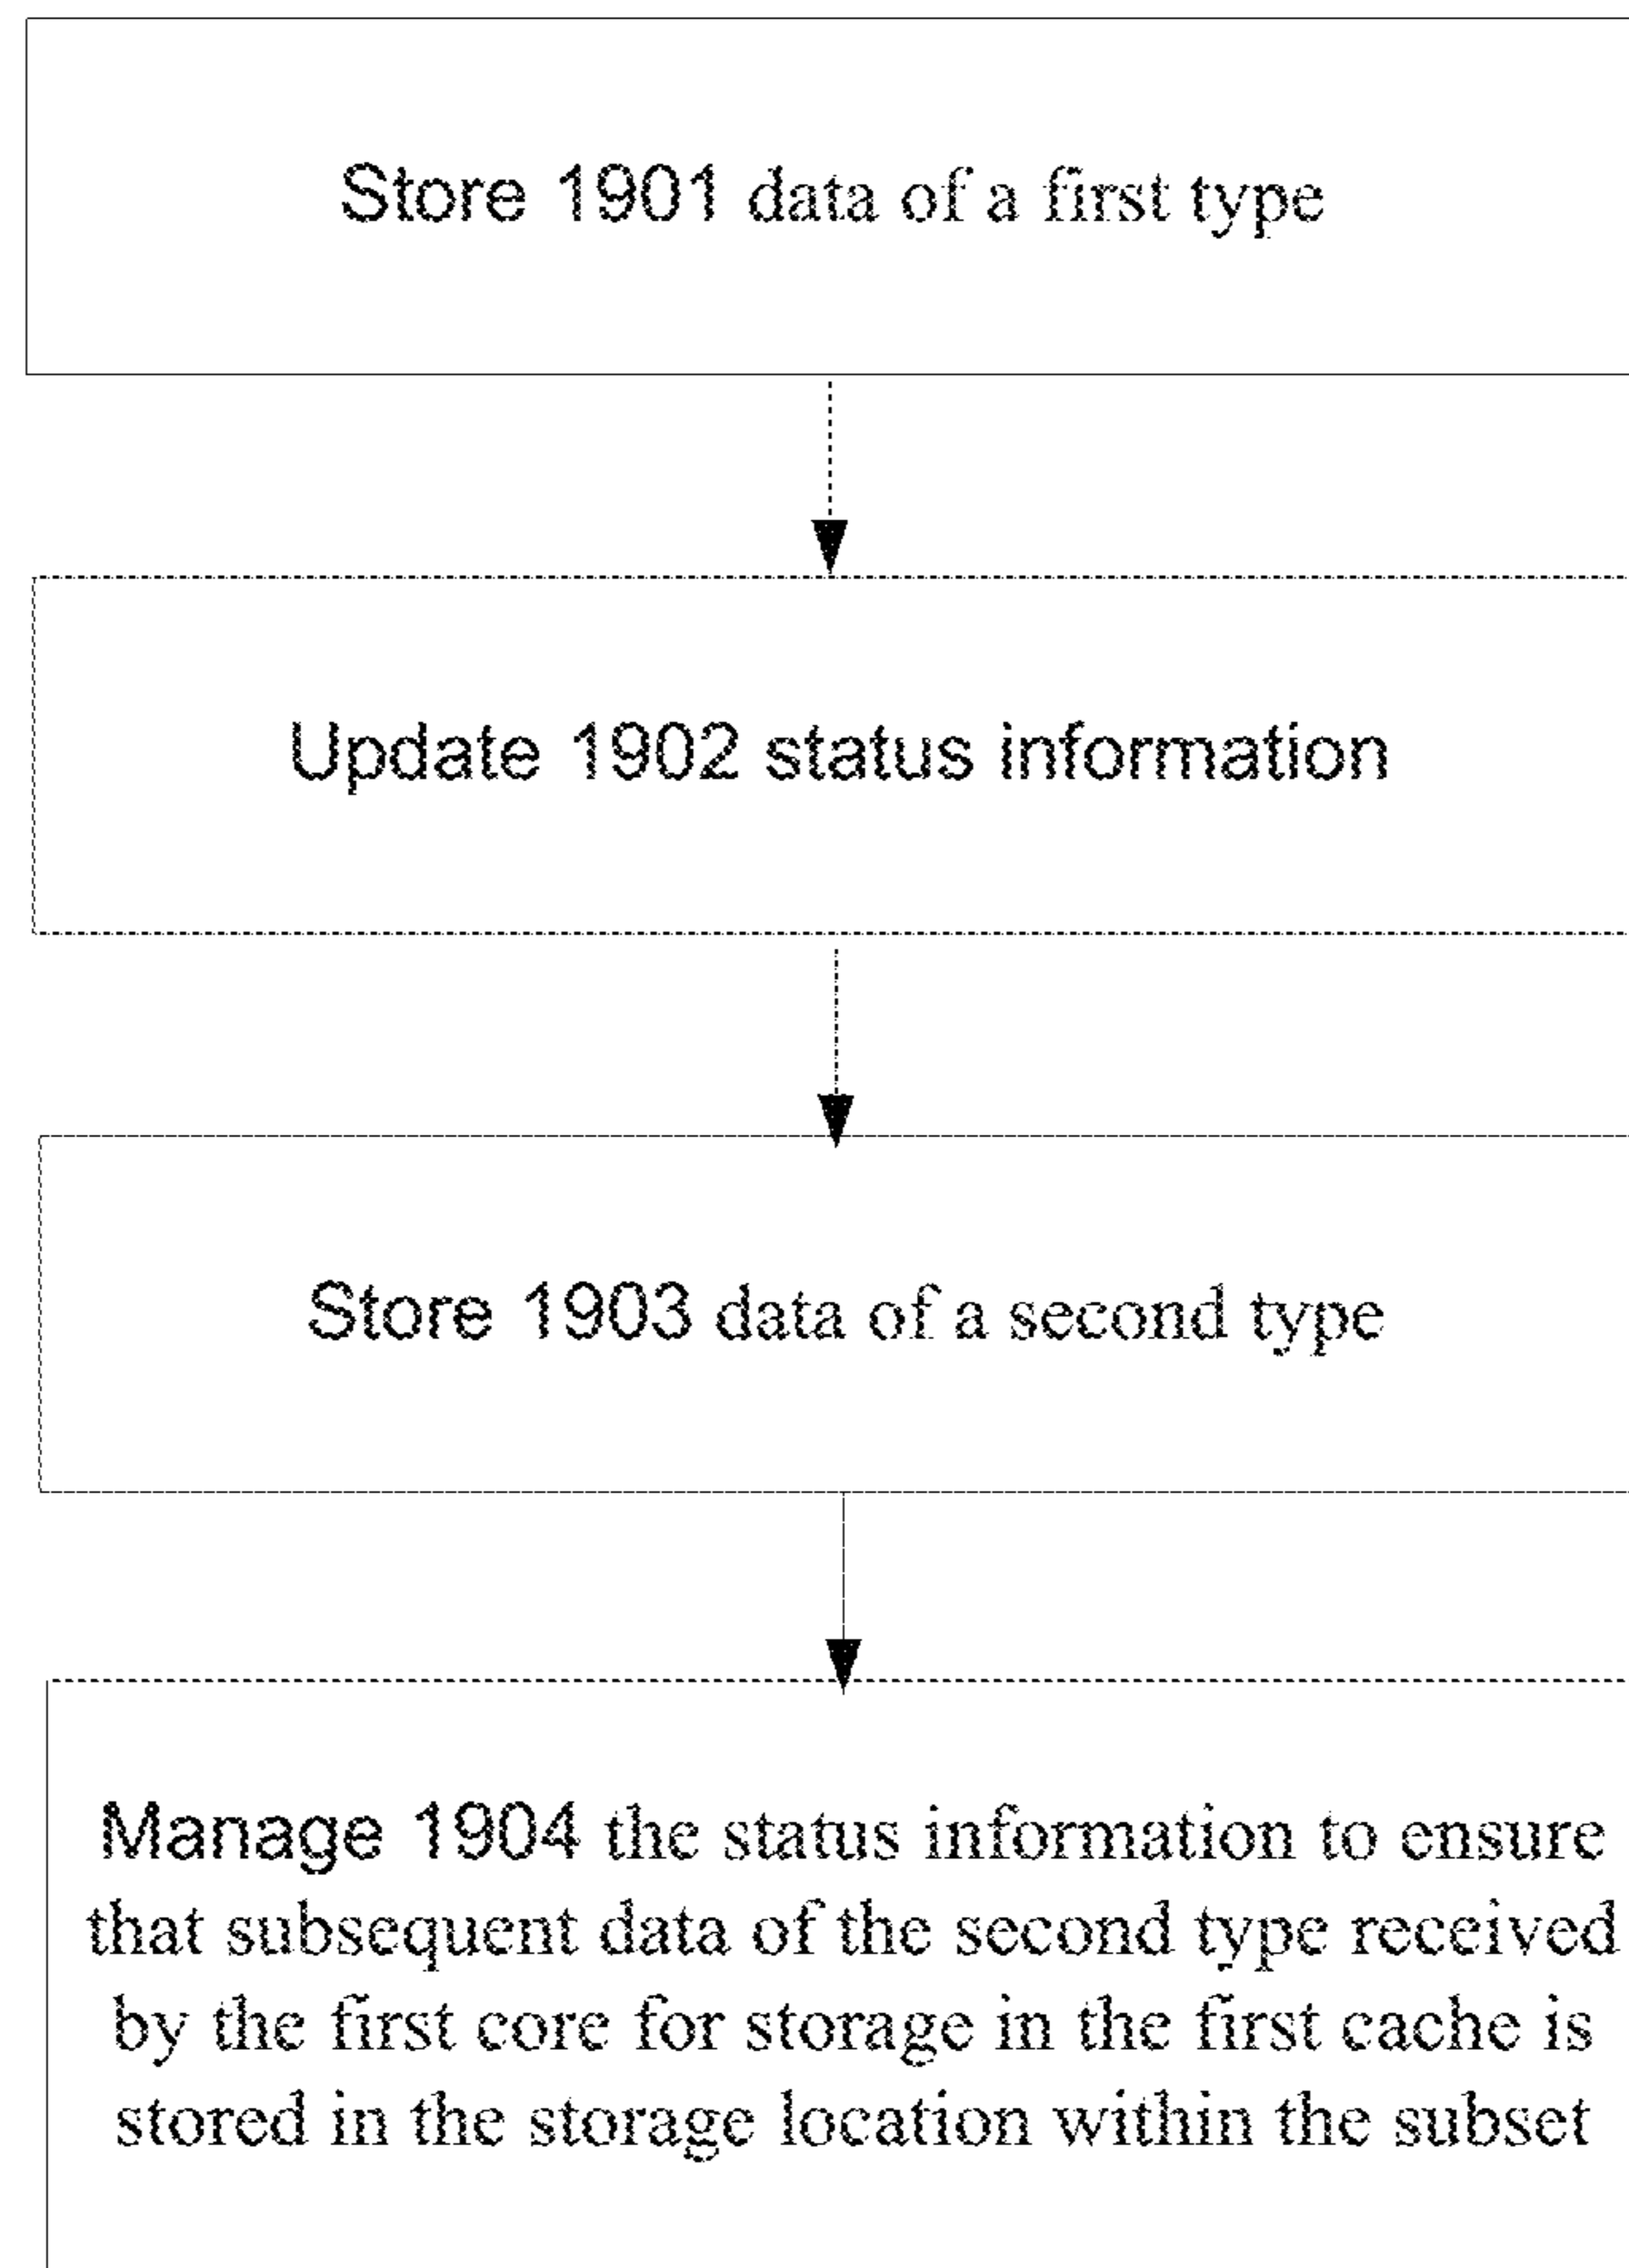 Store 1901 data of a first type
Update 1902 status information
Store 1903 data of a second type
Manage 1904 the status information to ensure
that subsequent data of the second type received
by the first core for storage in the first cache is
stored in the storage location within the subset